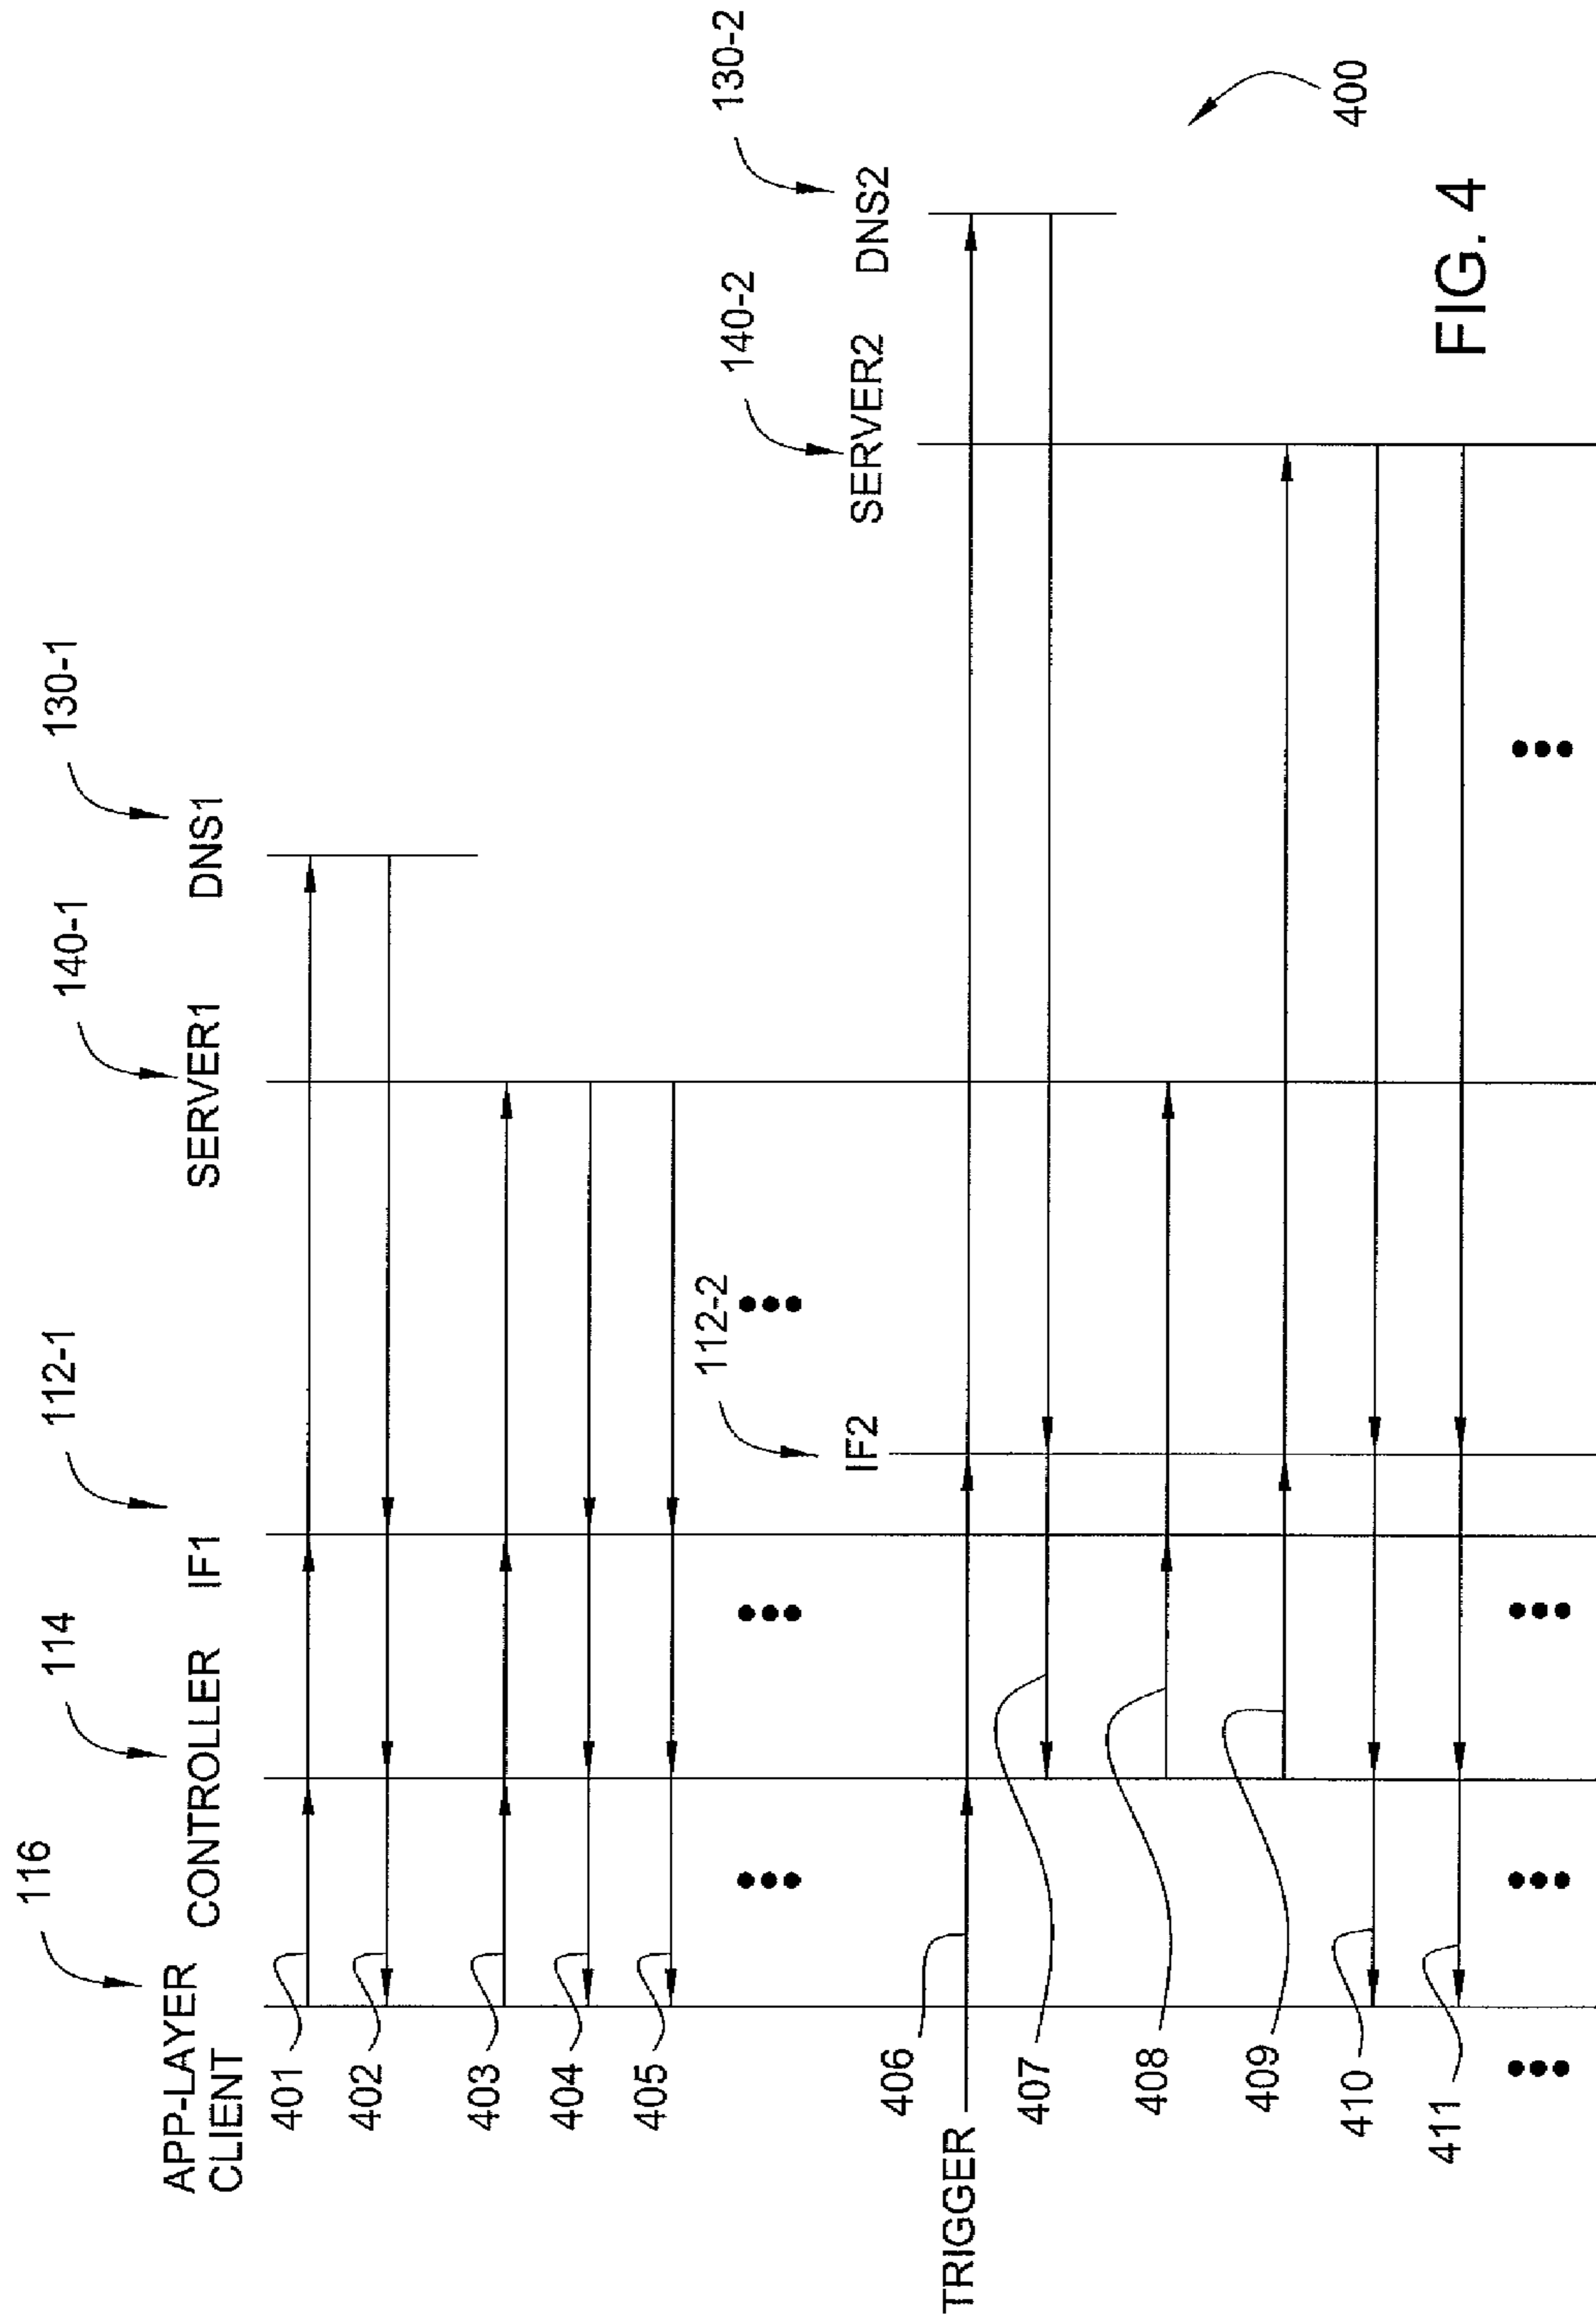 116
114
112-1
140-1
130-1
APP-LAYER
CLIENT
CONTROLLER
IF1
SERVER1
DNS1
401
402
403
404
405
112-2
140-2
130-2
IF2
SERVER2
DNS2
TRIGGER
406
407
408
409
410
411
400
FIG. 4